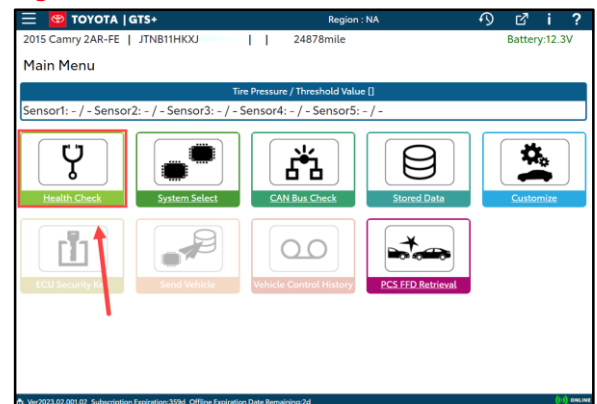 TOYOTA | GTS+ Region : NA i ?
2015 Camry 2AR-FE | JTNB11HKXJ | | 24878mile Battery:12.3V
Main Menu
Tire Pressure / Threshold Value []
Sensor1: - / - Sensor2: - / - Sensor3: - / - Sensor4: - / - Sensor5: - / -
Health Check System Select CAN Bus Check Stored Data Customize
ECU Security K Send Vehicle Vehicle Control History PCS FFD Retrieval
Ver2023.02.001.02 Subscription Expiration:359d Offline Expiration Date Remaining:2d ONLINE